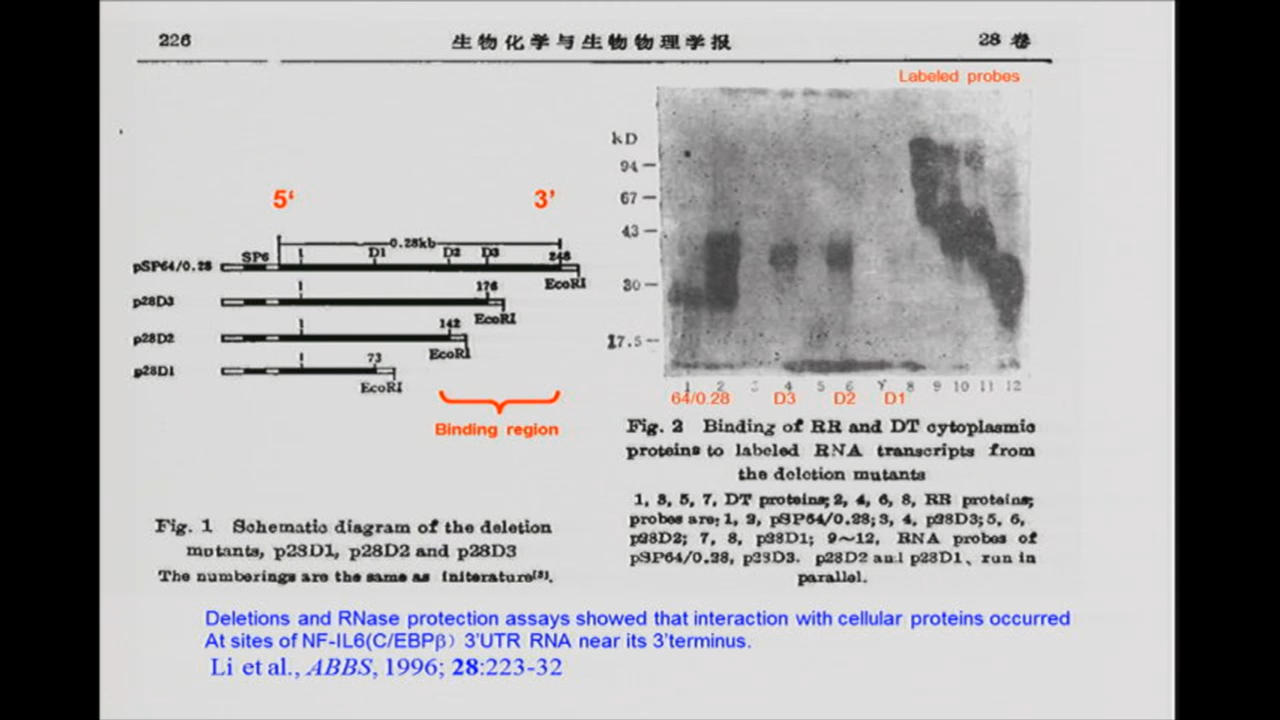 226
生物化学与生物物理学报
28 卷
Labeled probes
kD
94
67
43
30
17.5
5‘
3’
0.28kb
SP6
1
D1
D2
D3
248
pSP64/0.28
EcoRI
1
176
p28D3
EcoRI
1
142
p28D2
EcoRI
1
73
p28D1
EcoRI
Binding region
1 2 3 4 5 6 7 8 9 10 11 12
64/0.28 D3 D2 D1
Fig. 2 Binding of RR and DT cytoplasmic
proteins to labeled RNA transcripts from
the deletion mutants
1, 3, 5, 7, DT proteins; 2, 4, 6, 8, RR proteins;
probes are: 1, 2, pSP64/0.28; 3, 4, p28D3; 5, 6,
p28D2; 7, 8, p28D1; 9~12, RNA probes of
pSP64/0.28, p28D3. p28D2 and p28D1、run in
parallel.
Fig. 1 Schematic diagram of the deletion
mutants, p28D1, p28D2 and p28D3
The numberings are the same as initerature[5].
Deletions and RNase protection assays showed that interaction with cellular proteins occurred
At sites of NF-IL6(C/EBPβ）3’UTR RNA near its 3’terminus.
Li et al., ABBS, 1996; 28:223-32